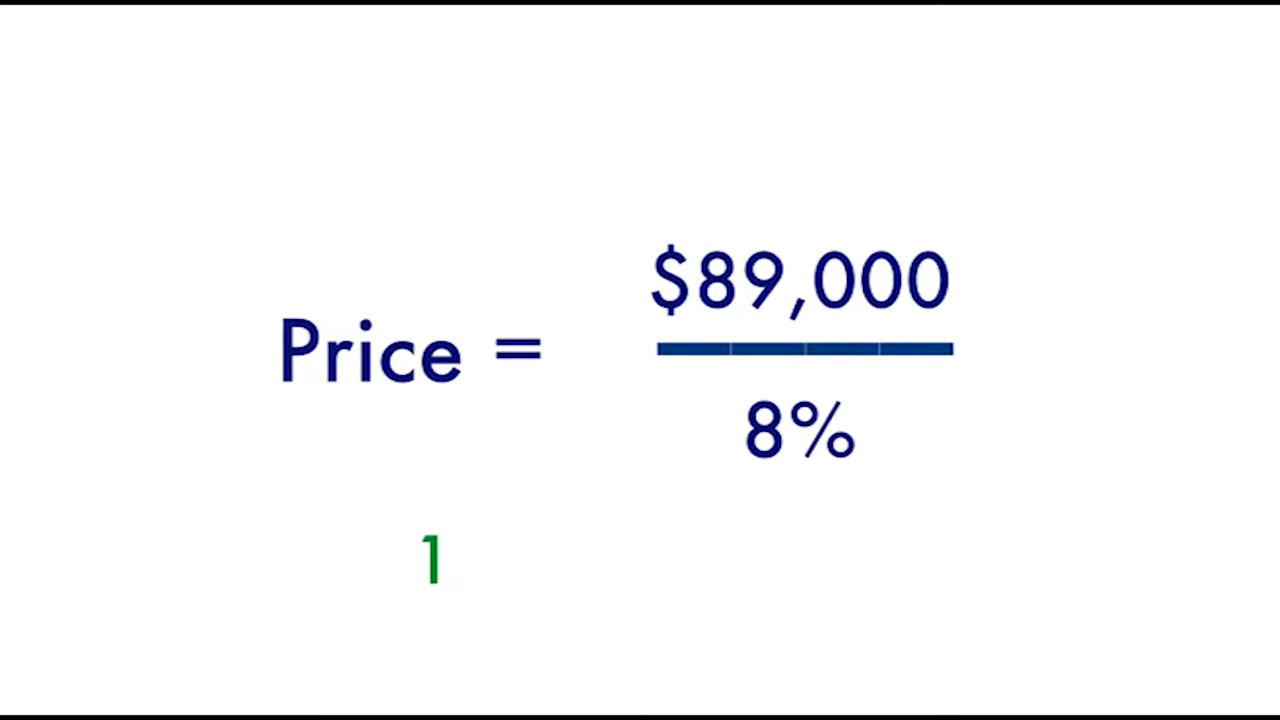 $89,000
Price =
8%
1